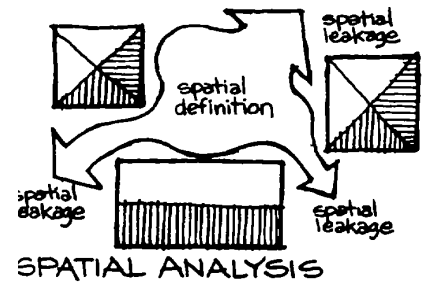 spatial
leakage
spatial
definition
spatial
leakage
spatial
leakage
SPATIAL ANALYSIS